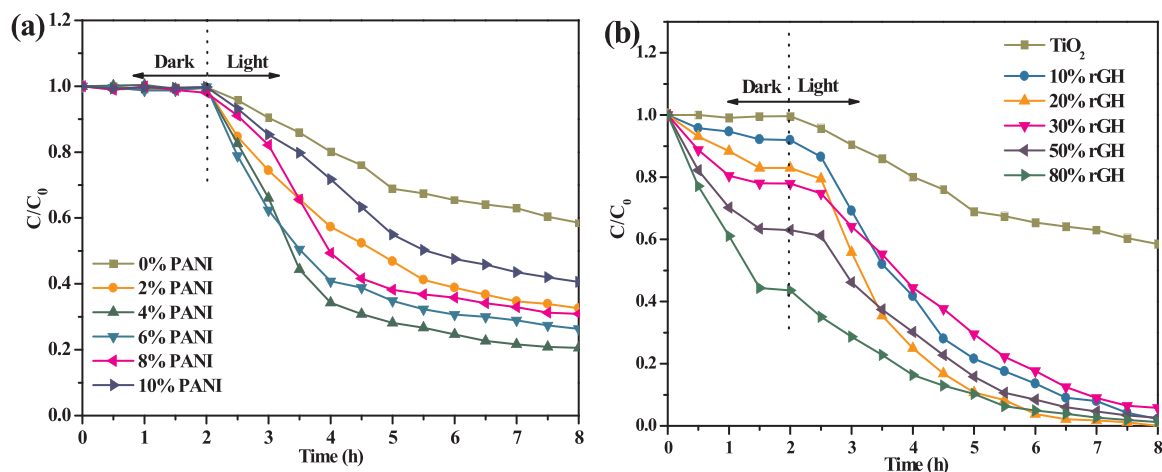 (a)
1.2
1.0
0.8
0.6
0.4
0.2
0.0
C/C0
Dark Light
0% PANI
2% PANI
4% PANI
6% PANI
8% PANI
10% PANI
0 1 2 3 4 5 6 7 8
Time (h)
(b)
1.2
1.0
0.8
0.6
0.4
0.2
0.0
C/C0
Dark Light
TiO2
10% rGH
20% rGH
30% rGH
50% rGH
80% rGH
0 1 2 3 4 5 6 7 8
Time (h)